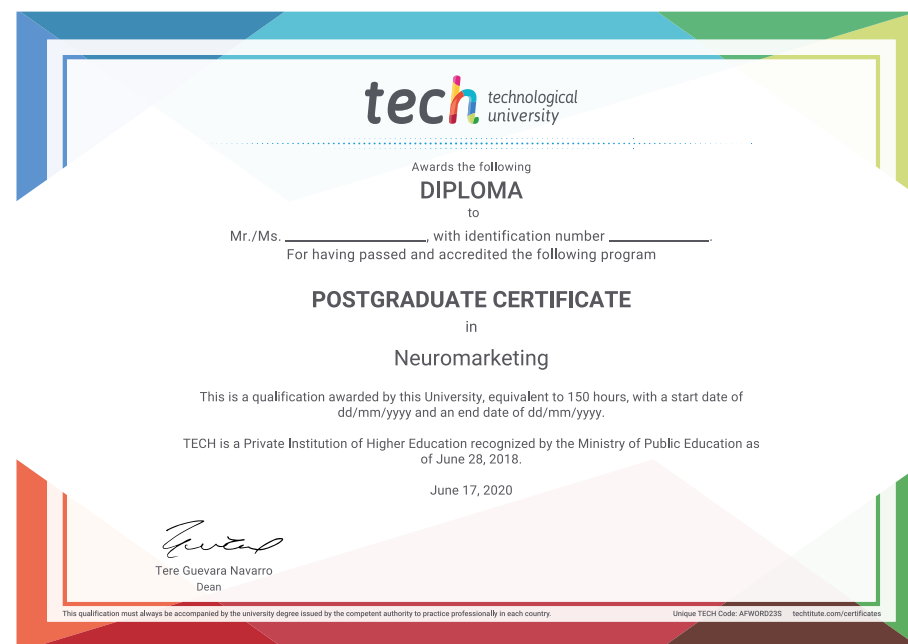 tech technological
university
Awards the following
DIPLOMA
to
Mr./Ms. ____________________, with identification number ______________.
For having passed and accredited the following program
POSTGRADUATE CERTIFICATE
in
Neuromarketing
This is a qualification awarded by this University, equivalent to 150 hours, with a start date of
dd/mm/yyyy and an end date of dd/mm/yyyy.
TECH is a Private Institution of Higher Education recognized by the Ministry of Public Education as
of June 28, 2018.
June 17, 2020
Tere Guevara Navarro
Dean
This qualification must always be accompanied by the university degree issued by the competent authority to practice professionally in each country. Unique TECH Code: AFWORD23S techtitute.com/certificates